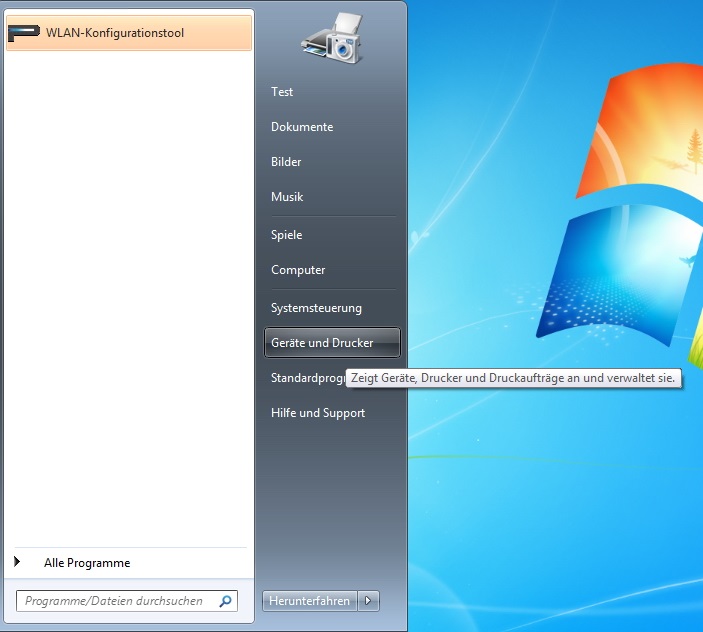 WLAN-Konfigurationstool
Test
Dokumente
Bilder
Musik
Spiele
Computer
Systemsteuerung
Geräte und Drucker
Standardprog
Zeigt Geräte, Drucker und Druckaufträge an und verwaltet sie.
Hilfe und Support
Alle Programme
Programme/Dateien durchsuchen
Herunterfahren